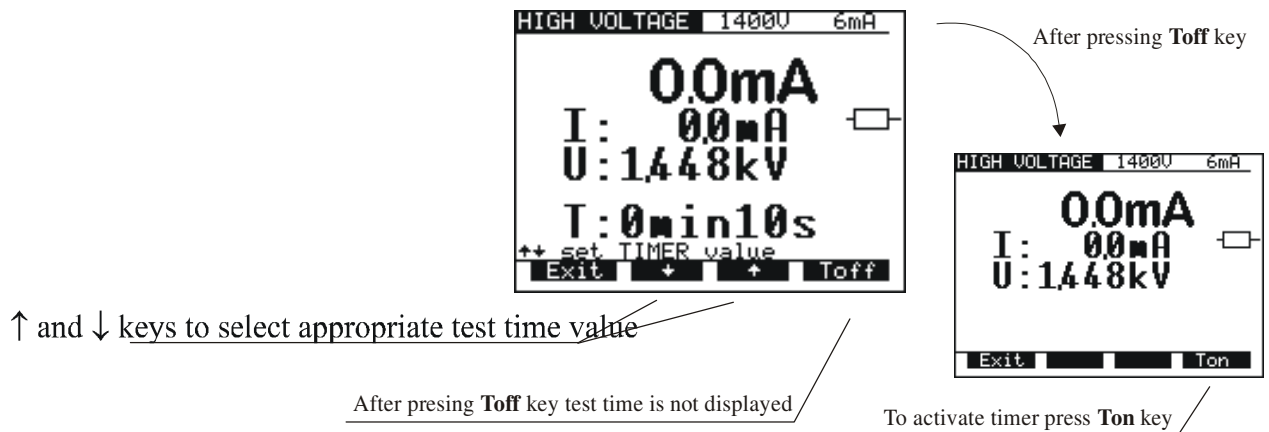 HIGH VOLTAGE 1400V 6mA
0.0mA
I: 0.0mA
U:1.448kV
T:0min10s
↑↓ set TIMER value
Exit ↓ ↑ Toff
After pressing Toff key
HIGH VOLTAGE 1400V 6mA
0.0mA
I: 0.0mA
U:1.448kV
Exit Ton
↑ and ↓ keys to select appropriate test time value
After presing Toff key test time is not displayed
To activate timer press Ton key